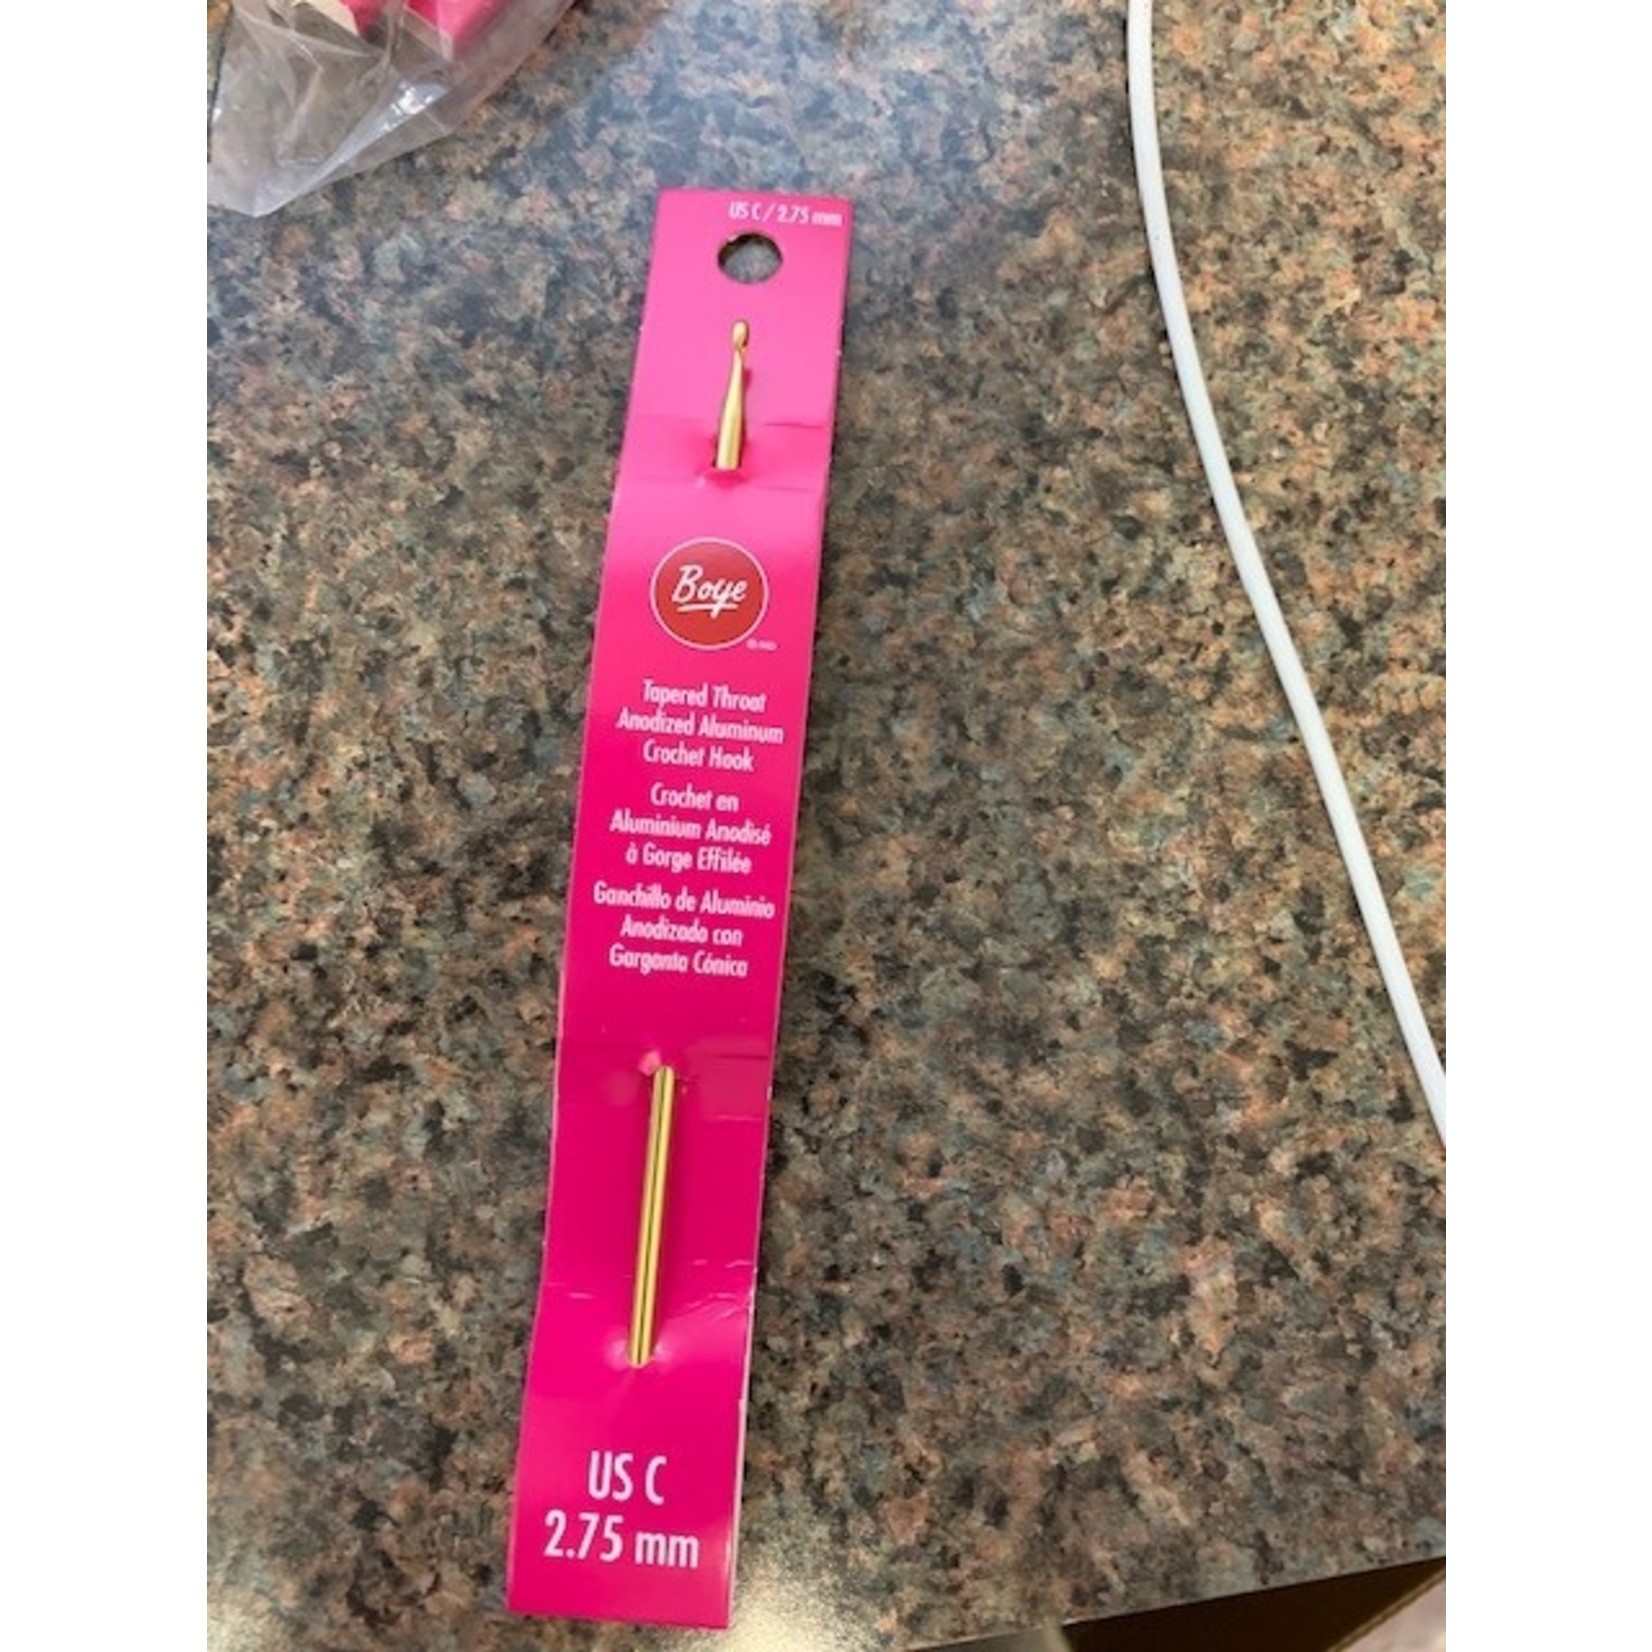 US C / 2.75 mm
Boye
Tapered Throat
Anodized Aluminum
Crochet Hook
Crochet en
Aluminium Anodisé
à Gorge Effilée
Ganchillo de Aluminio
Anodizado con
Garganta Cónica
US C
2.75 mm